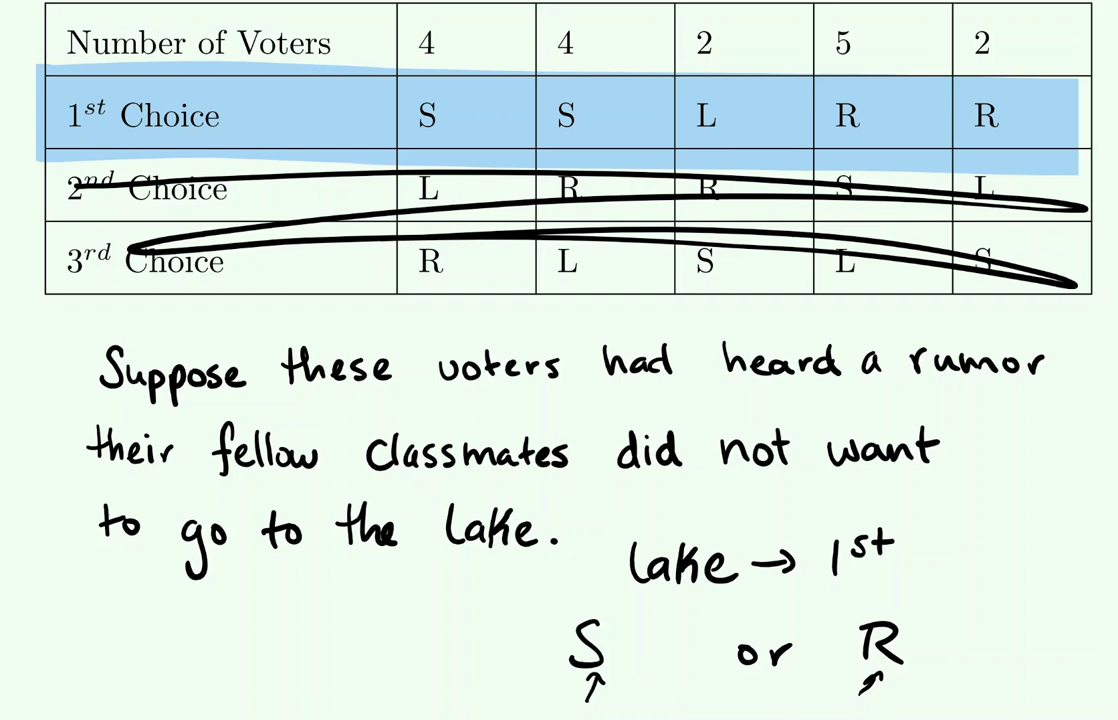 Number of Voters 4 4 2 5 2
1st Choice S S L R R
2nd Choice L R R S L
3rd Choice R L S L S
Suppose these voters had heard a rumor
their fellow classmates did not want
to go to the lake.
lake → 1st
S or R